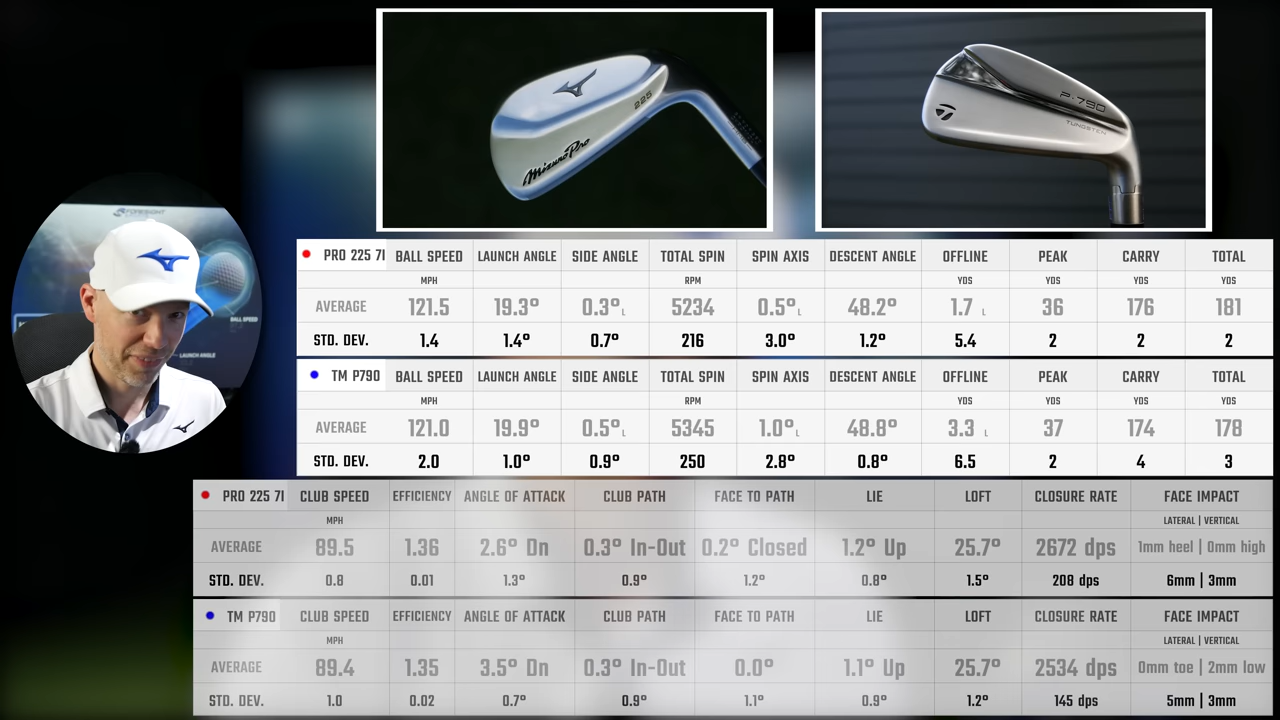 225
Mizuno Pro
P·790
TUNGSTEN
FORESIGHT
BALL SPEED
LAUNCH ANGLE
PRO 225 7I BALL SPEED LAUNCH ANGLE SIDE ANGLE TOTAL SPIN SPIN AXIS DESCENT ANGLE OFFLINE PEAK CARRY TOTAL
MPH RPM YDS YDS YDS YDS
AVERAGE 121.5 19.3° 0.3° L 5234 0.5° L 48.2° 1.7 L 36 176 181
STD. DEV. 1.4 1.4° 0.7° 216 3.0° 1.2° 5.4 2 2 2
TM P790 BALL SPEED LAUNCH ANGLE SIDE ANGLE TOTAL SPIN SPIN AXIS DESCENT ANGLE OFFLINE PEAK CARRY TOTAL
MPH RPM YDS YDS YDS YDS
AVERAGE 121.0 19.9° 0.5° L 5345 1.0° L 48.8° 3.3 L 37 174 178
STD. DEV. 2.0 1.0° 0.9° 250 2.8° 0.8° 6.5 2 4 3
PRO 225 7I CLUB SPEED EFFICIENCY ANGLE OF ATTACK CLUB PATH FACE TO PATH LIE LOFT CLOSURE RATE FACE IMPACT
MPH LATERAL | VERTICAL
AVERAGE 89.5 1.36 2.6° Dn 0.3° In-Out 0.2° Closed 1.2° Up 25.7° 2672 dps 1mm heel | 0mm high
STD. DEV. 0.8 0.01 1.3° 0.9° 1.2° 0.8° 1.5° 208 dps 6mm | 3mm
TM P790 CLUB SPEED EFFICIENCY ANGLE OF ATTACK CLUB PATH FACE TO PATH LIE LOFT CLOSURE RATE FACE IMPACT
MPH LATERAL | VERTICAL
AVERAGE 89.4 1.35 3.5° Dn 0.3° In-Out 0.0° 1.1° Up 25.7° 2534 dps 0mm toe | 2mm low
STD. DEV. 1.0 0.02 0.7° 0.9° 1.1° 0.9° 1.2° 145 dps 5mm | 3mm